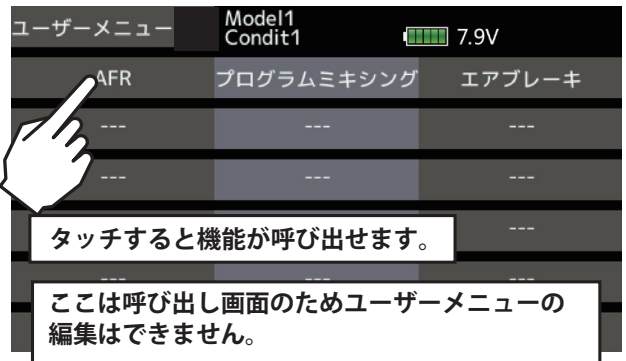 ユーザーメニュー
Model1
Condit1
7.9V
AFR プログラムミキシング エアブレーキ
--- --- ---
--- --- ---
---
タッチすると機能が呼び出せます。
--- --- ---
ここは呼び出し画面のためユーザーメニューの
編集はできません。